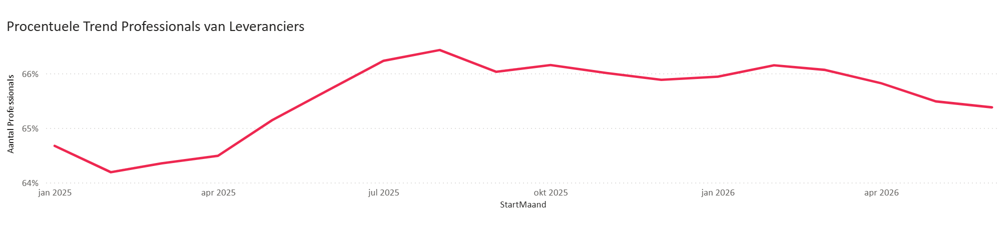 Procentuele Trend Professionals van Leveranciers
Aantal Professionals
66%
65%
64%
jan 2025
apr 2025
jul 2025
okt 2025
jan 2026
apr 2026
StartMaand